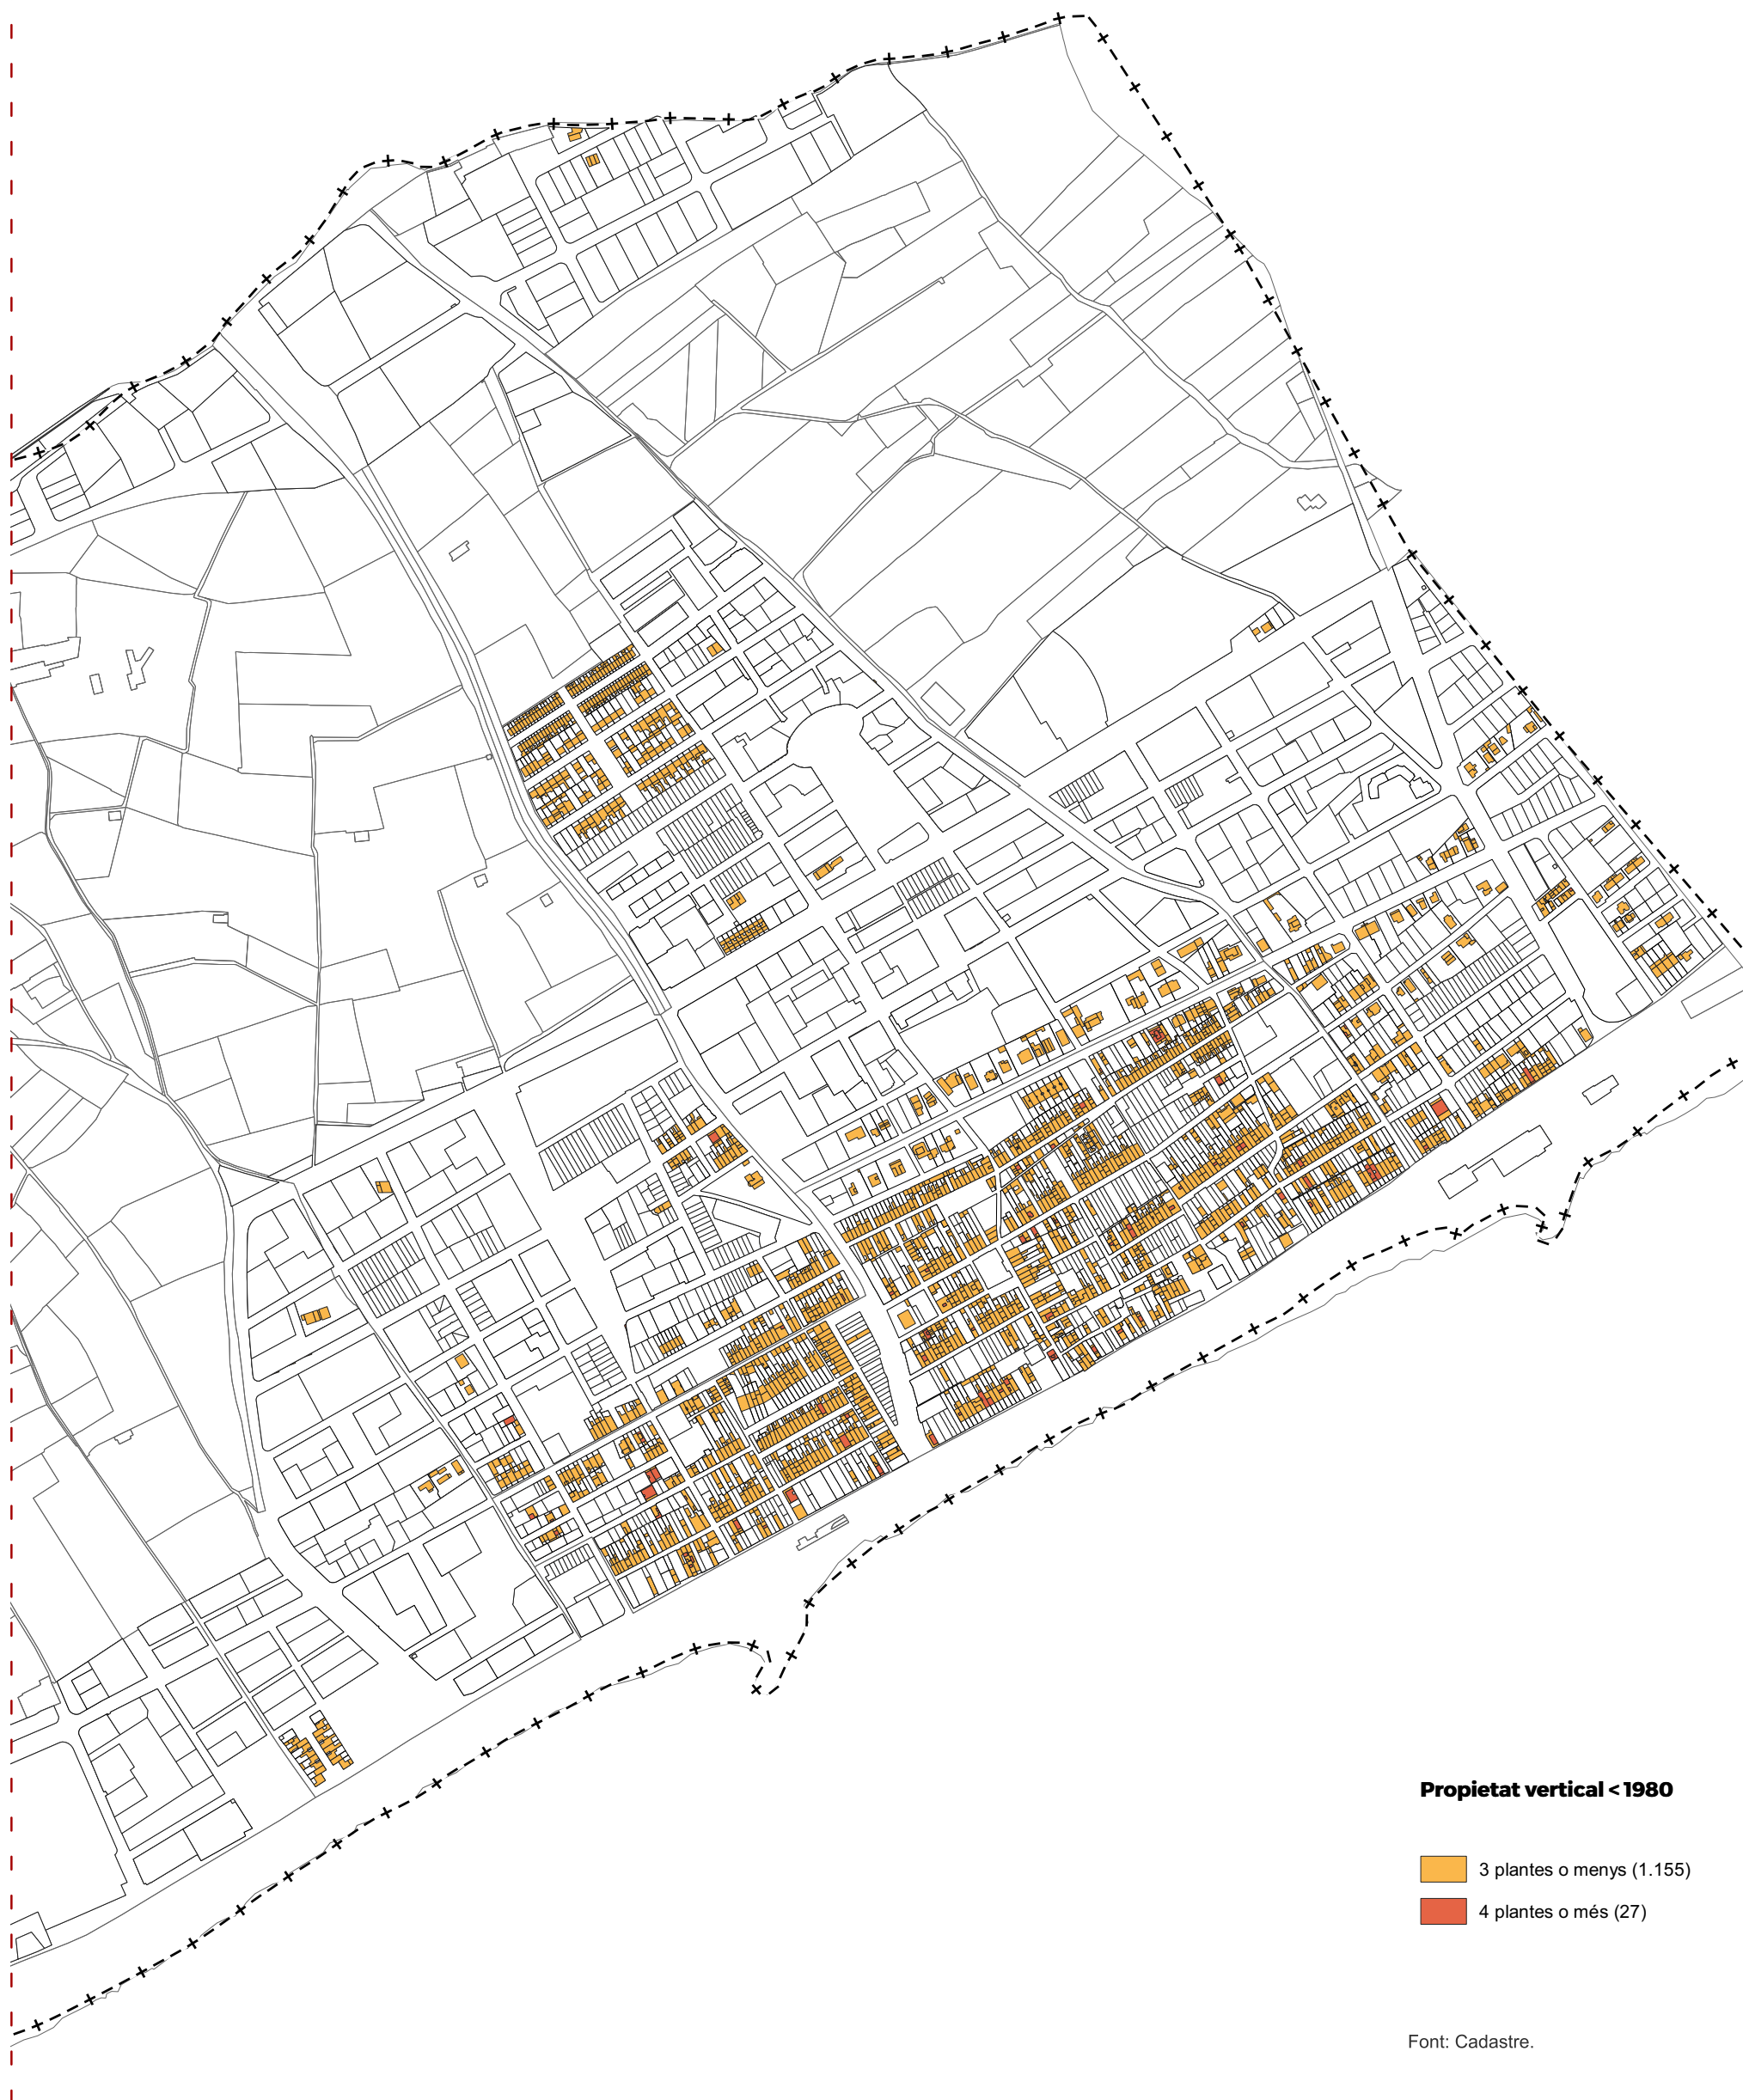 Propietat vertical < 1980
3 plantes o menys (1.155)
4 plantes o més (27)
Font: Cadastre.